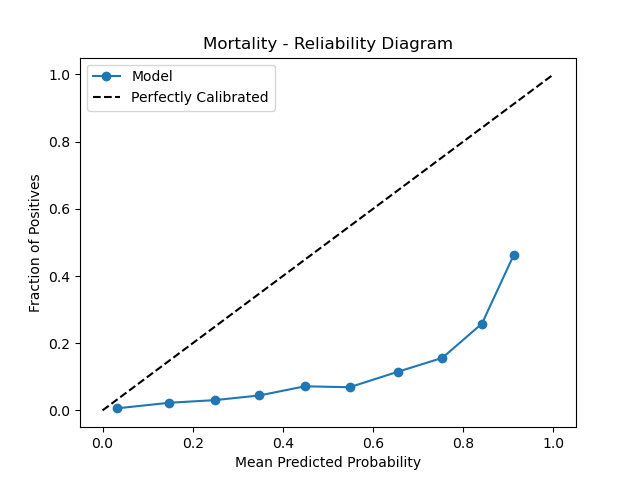 Mortality - Reliability Diagram
Model
Perfectly Calibrated
1.0
0.8
0.6
0.4
0.2
0.0
Fraction of Positives
0.0 0.2 0.4 0.6 0.8 1.0
Mean Predicted Probability